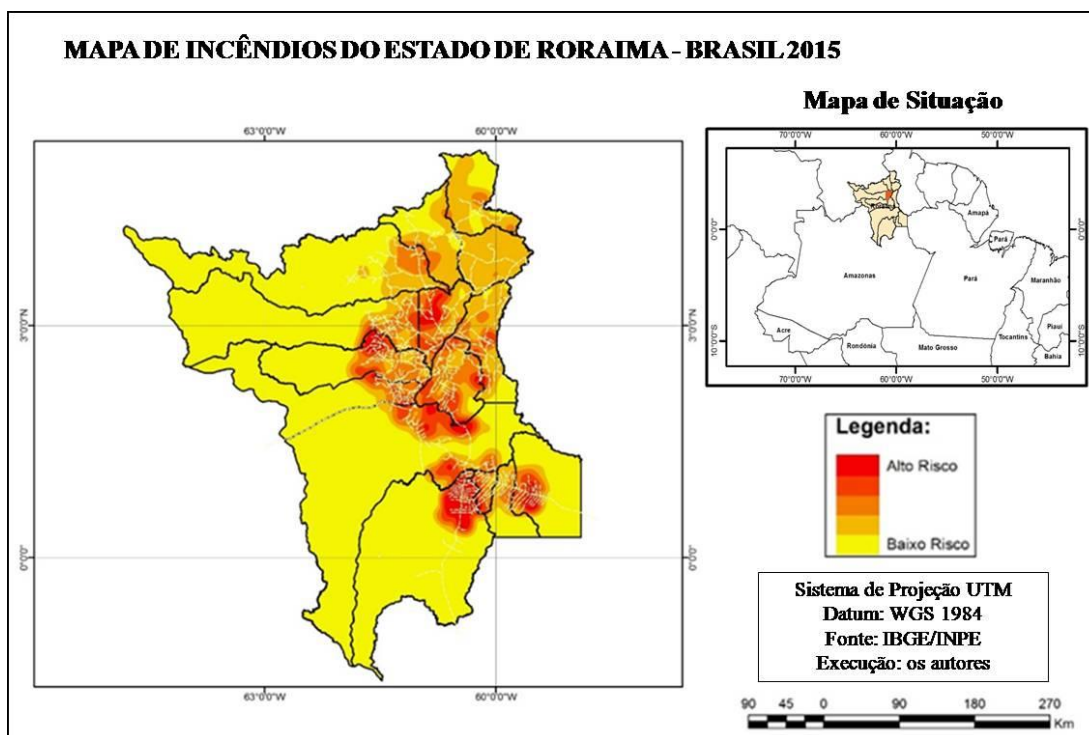 MAPA DE INCÊNDIOS DO ESTADO DE RORAIMA - BRASIL 2015
Mapa de Situação
63°0'0"W
60°0'0"W
3°0'0"N
0°0'0"
3°0'0"N
0°0'0"
63°0'0"W
60°0'0"W
70°0'0"W
60°0'0"W
50°0'0"W
0°0'0"
10°0'0"S
0°0'0"
10°0'0"S
Amapá
Pará
Amazonas
Pará
Maranhão
Acre
Rondônia
Mato Grosso
Tocantins
Piaui
Bahia
70°0'0"W
60°0'0"W
50°0'0"W
Legenda:
Alto Risco
Baixo Risco
Sistema de Projeção UTM
Datum: WGS 1984
Fonte: IBGE/INPE
Execução: os autores
90 45 0 90 180 270
Km